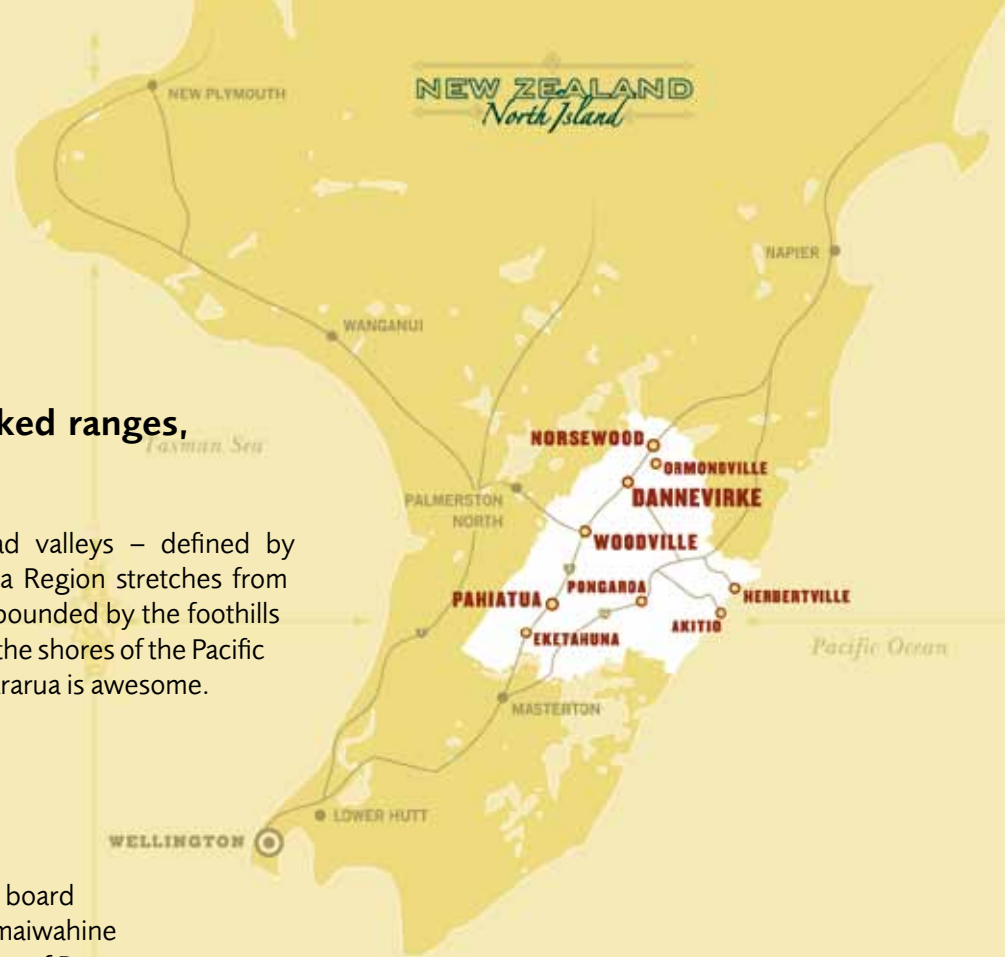 NEW ZEALAND
North Island
NEW PLYMOUTH
NAPIER
WANGANUI
ked ranges,
Tasman Sea
NORSEWOOD
ORMONDVILLE
DANNEVIRKE
PALMERSTON
NORTH
WOODVILLE
ad valleys – defined by
a Region stretches from
bounded by the foothills
the shores of the Pacific
rarua is awesome.
PONGAROA
PAHIATUA
HERBERTVILLE
AKITIO
EKETAHUNA
Pacific Ocean
MASTERTON
LOWER HUTT
WELLINGTON
board
maiwahine